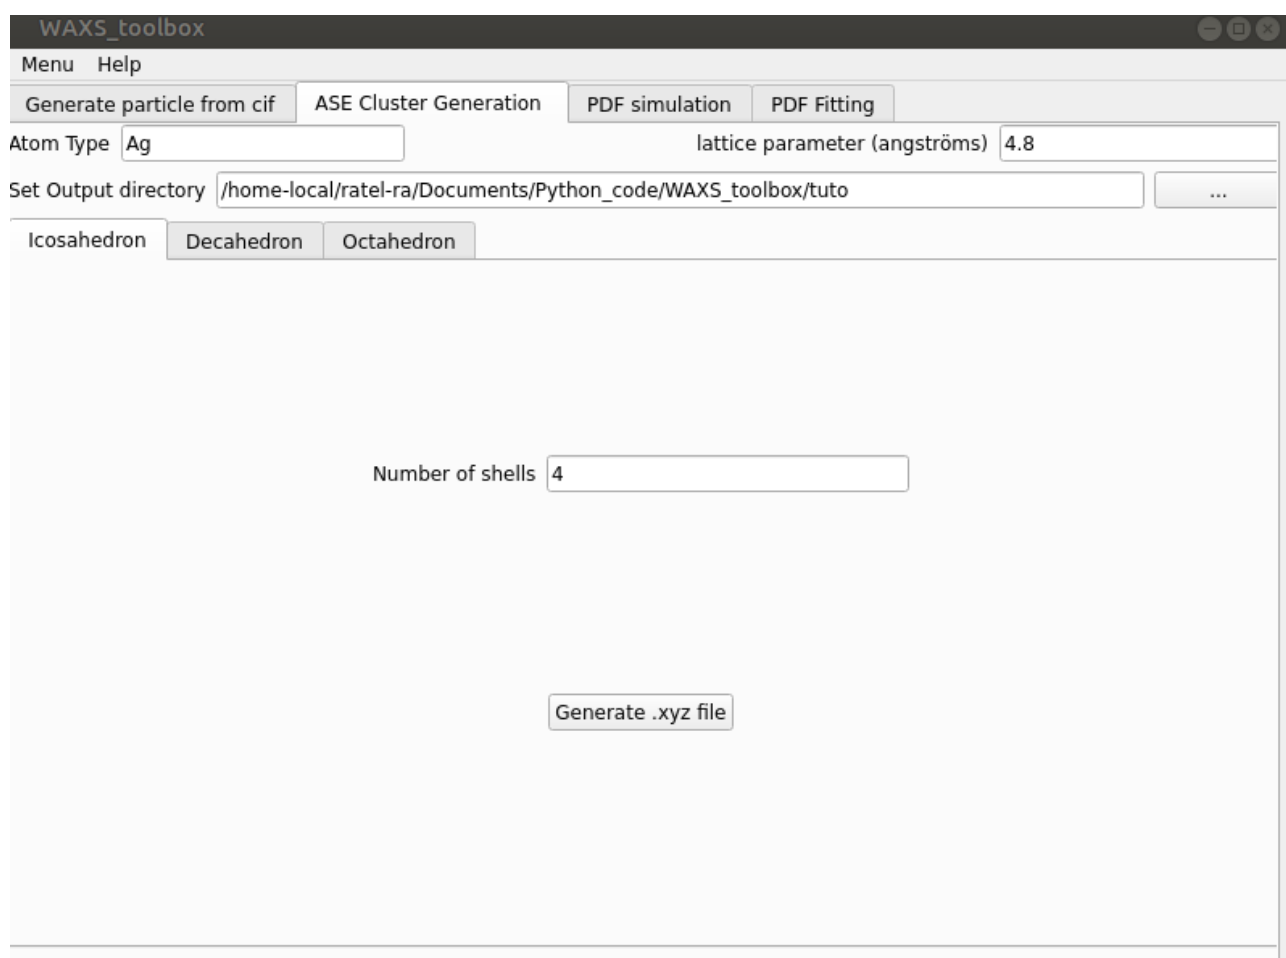 WAXS_toolbox
Menu Help
Generate particle from cif ASE Cluster Generation PDF simulation PDF Fitting
Atom Type Ag lattice parameter (angströms) 4.8
Set Output directory /home-local/ratel-ra/Documents/Python_code/WAXS_toolbox/tuto ...
Icosahedron Decahedron Octahedron
Number of shells 4
Generate .xyz file